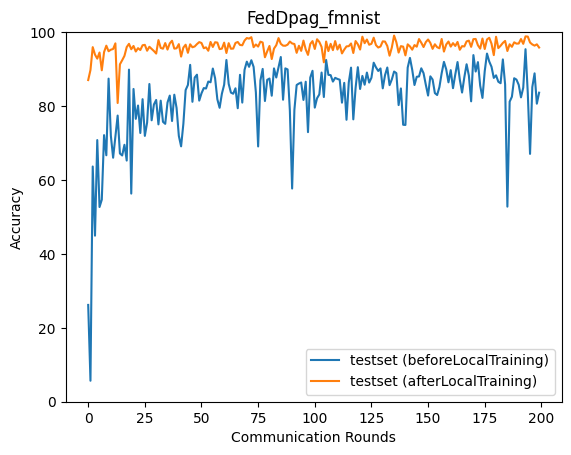 FedDpag_fmnist
100
80
60
40
20
0
Accuracy
0 25 50 75 100 125 150 175 200
Communication Rounds
testset (beforeLocalTraining)
testset (afterLocalTraining)